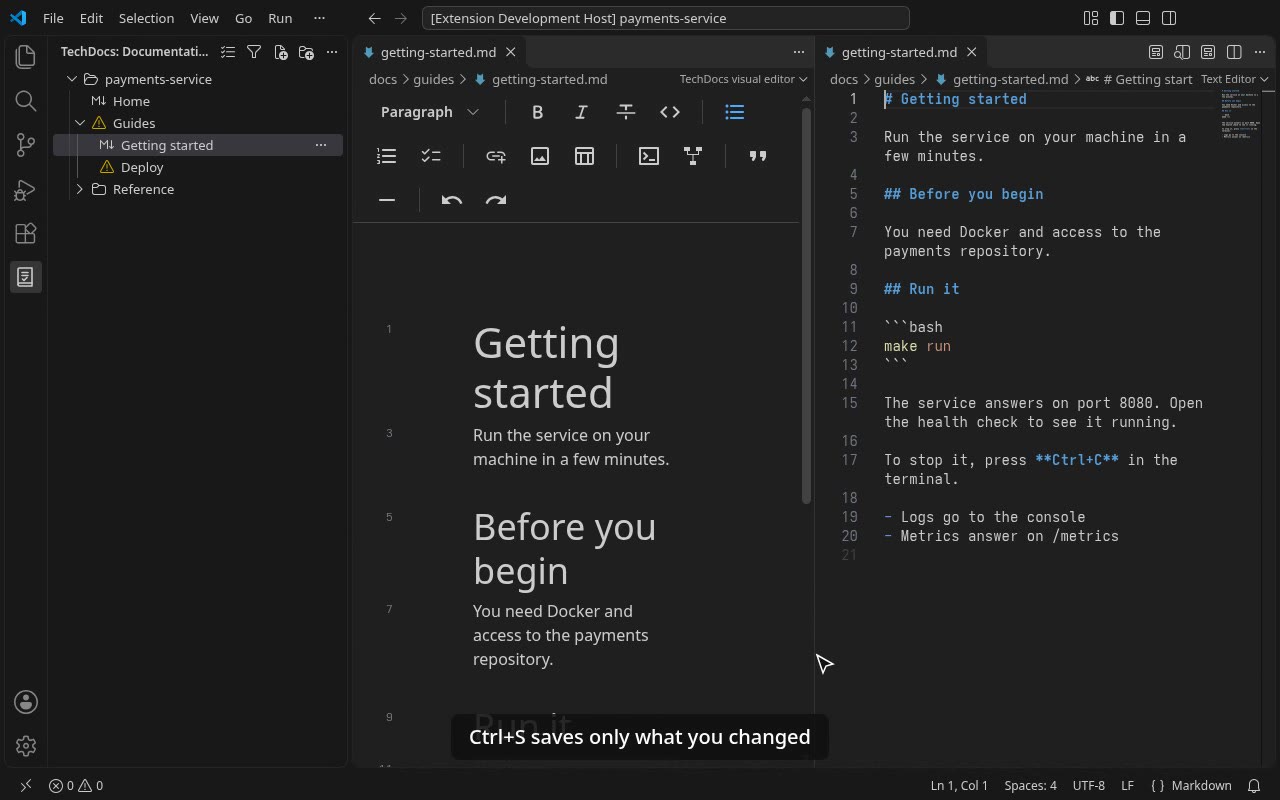 File Edit Selection View Go Run ···
[Extension Development Host] payments-service
TechDocs: Documentati...
payments-service
Home
Guides
Getting started
Deploy
Reference
getting-started.md
docs > guides > getting-started.md
TechDocs visual editor
Paragraph
1
Getting
started
3
Run the service on your
machine in a few minutes.
5
Before you
begin
7
You need Docker and
access to the payments
repository.
9
Run it
getting-started.md
docs > guides > getting-started.md > abc # Getting start
Text Editor
1 # Getting started
2
3 Run the service on your machine in a
few minutes.
4
5 ## Before you begin
6
7 You need Docker and access to the
payments repository.
8
9 ## Run it
10
11 ```bash
12 make run
13 ```
14
15 The service answers on port 8080. Open
the health check to see it running.
16
17 To stop it, press **Ctrl+C** in the
terminal.
18
19 - Logs go to the console
20 - Metrics answer on /metrics
21
Ctrl+S saves only what you changed
0 0
Ln 1, Col 1 Spaces: 4 UTF-8 LF { } Markdown